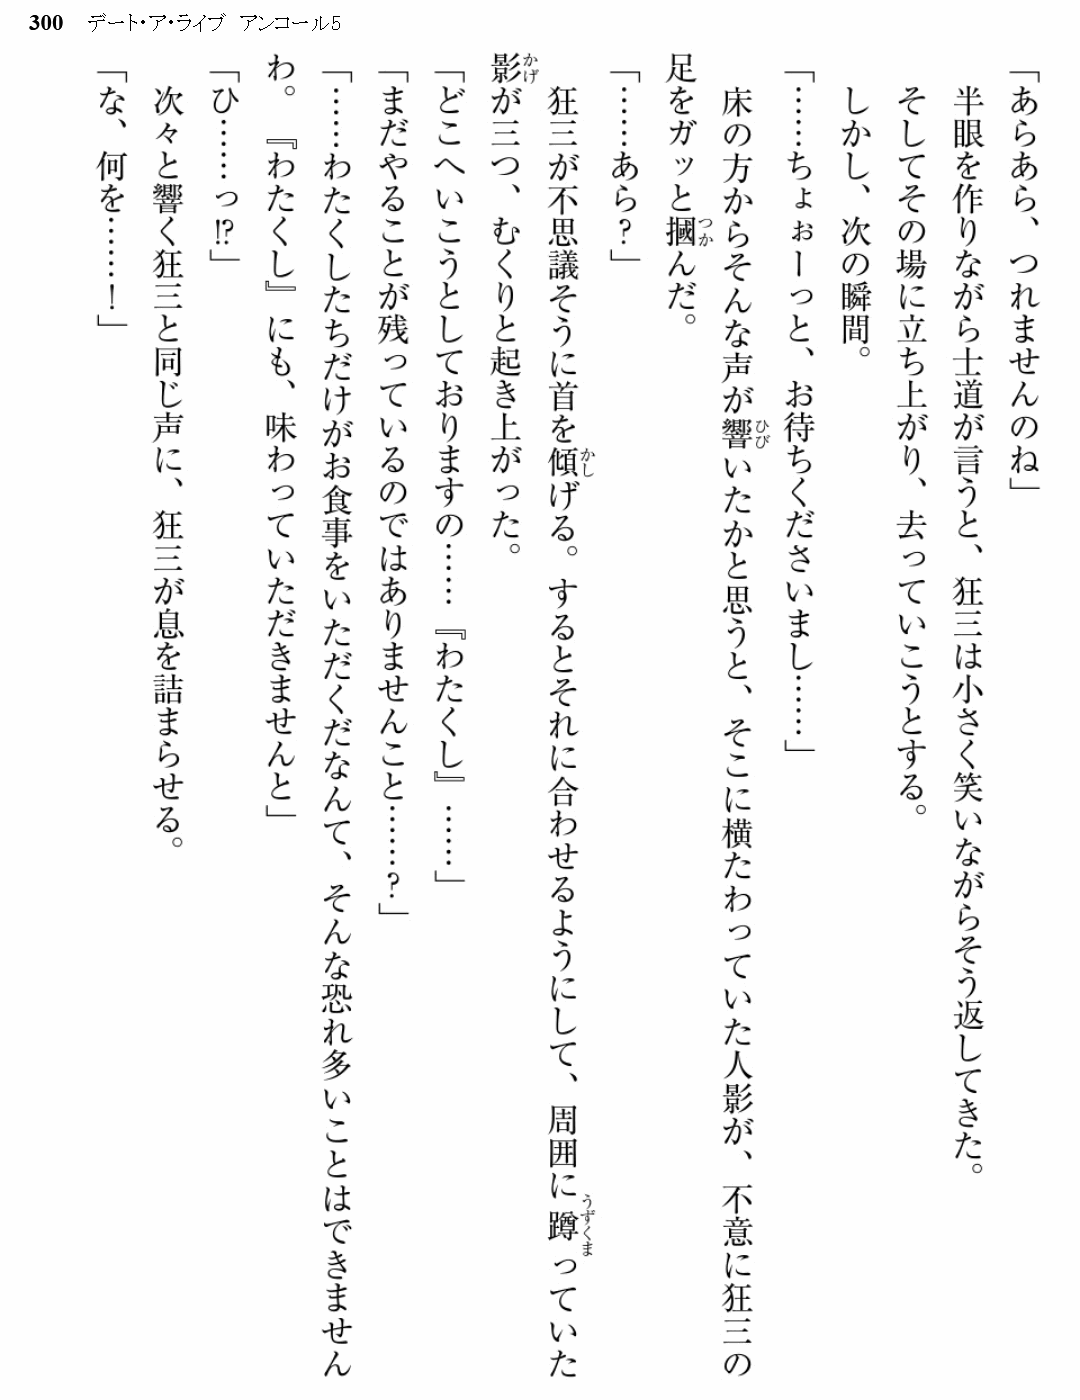 300 デート・ア・ライブ アンコール5
「あらあら、つれませんのね」
半眼を作りながら士道が言うと、狂三は小さく笑いながらそう返してきた。
そしてその場に立ち上がり、去っていこうとする。
しかし、次の瞬間。
「……ちょぉーっと、お待ちくださいまし……」
床の方からそんな声が響いたかと思うと、そこに横たわっていた人影が、不意に狂三の
足をガッと摑んだ。
「……あら?」
狂三が不思議そうに首を傾げる。するとそれに合わせるようにして、周囲に蹲っていた
影が三つ、むくりと起き上がった。
「どこへいこうとしておりますの……『わたくし』……」
「まだやることが残っているのではありませんこと……?」
「……わたくしたちだけがお食事をいただくだなんて、そんな恐れ多いことはできません
わ。『わたくし』にも、味わっていただきませんと」
「ひ……っ!?」
次々と響く狂三と同じ声に、狂三が息を詰まらせる。
「な、何を……!」